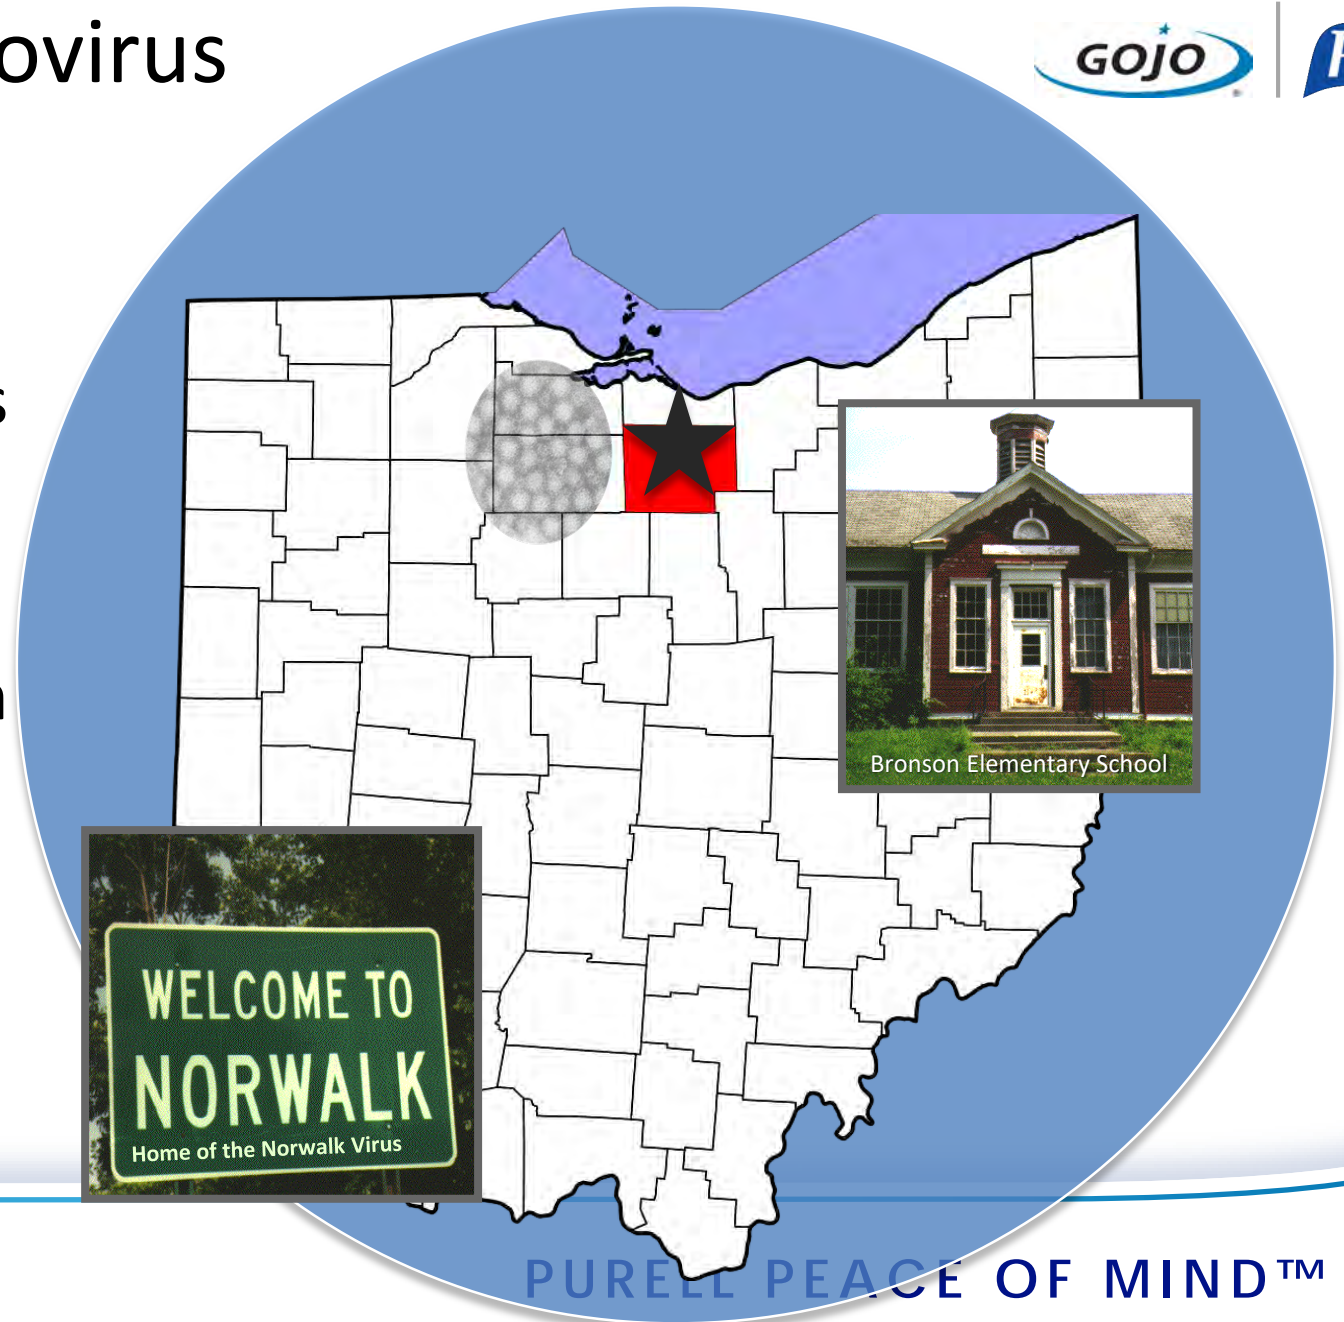 ovirus
GOJO
s
Bronson Elementary School
WELCOME TO
NORWALK
Home of the Norwalk Virus
PURELL PEACE OF MIND™